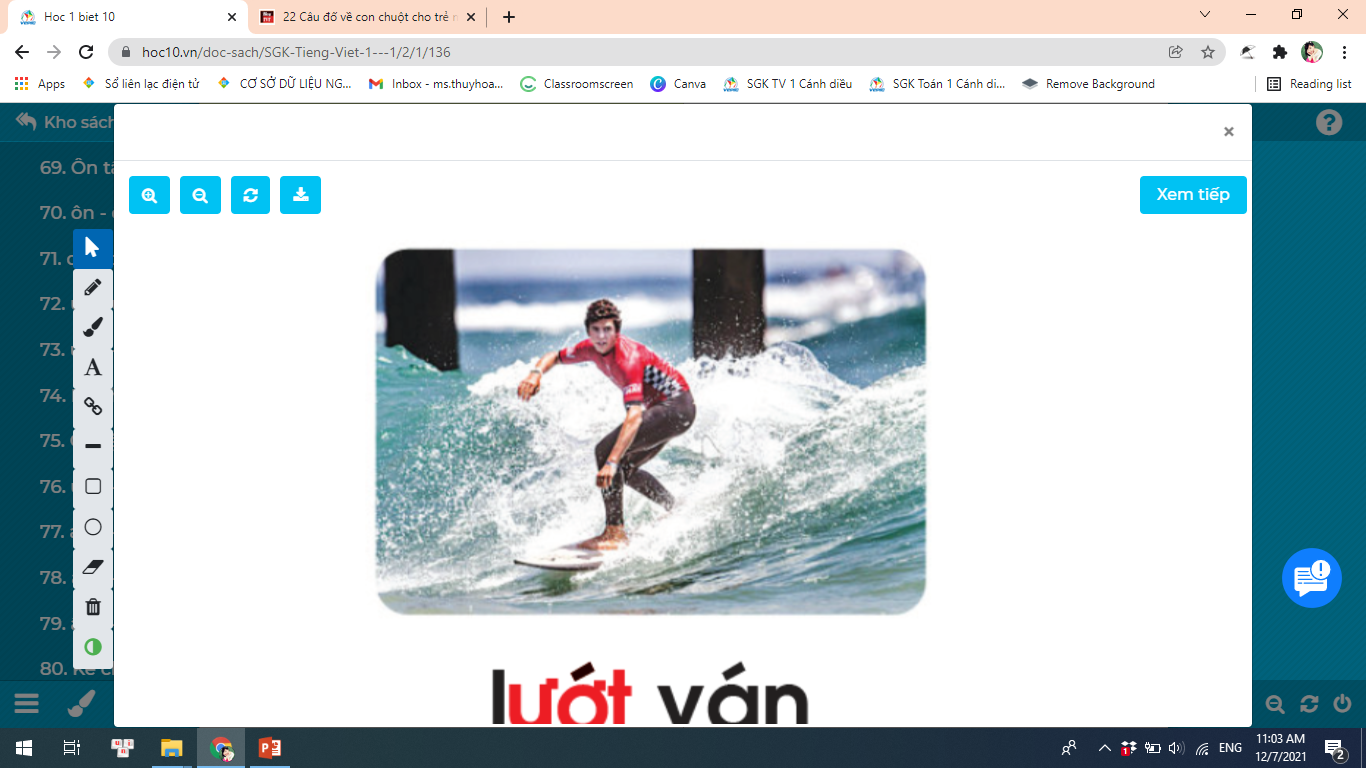 Hoc 1 biet 10
22 Câu đố về con chuột cho trẻ
hoc10.vn/doc-sach/SGK-Tieng-Viet-1---1/2/1/136
Apps
Sổ liên lạc điện tử
CƠ SỞ DỮ LIỆU NG...
Inbox - ms.thuyhoa...
Classroomscreen
Canva
SGK TV 1 Cánh diều
SGK Toán 1 Cánh di...
Remove Background
Reading list
Kho sách
?
69. Ôn
70. ôn -
71.
72.
73.
74.
75.
76.
77.
78.
79.
80.
A
Xem tiếp
lướt ván
ENG
11:03 AM
12/7/2021
2